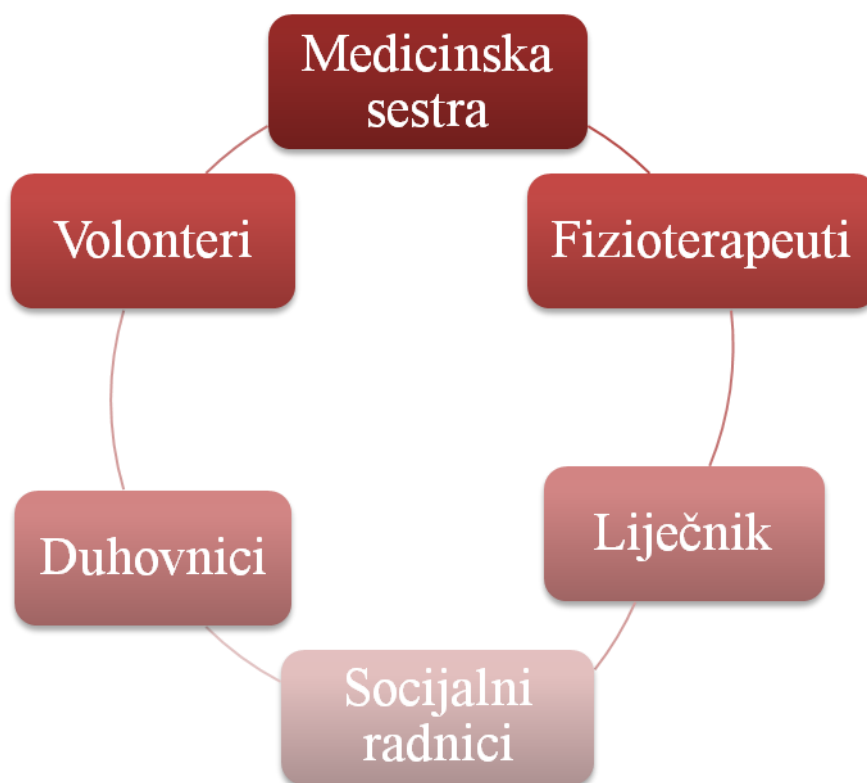 Medicinska
sestra
Volonteri
Fizioterapeuti
Duhovnici
Liječnik
Socijalni
radnici